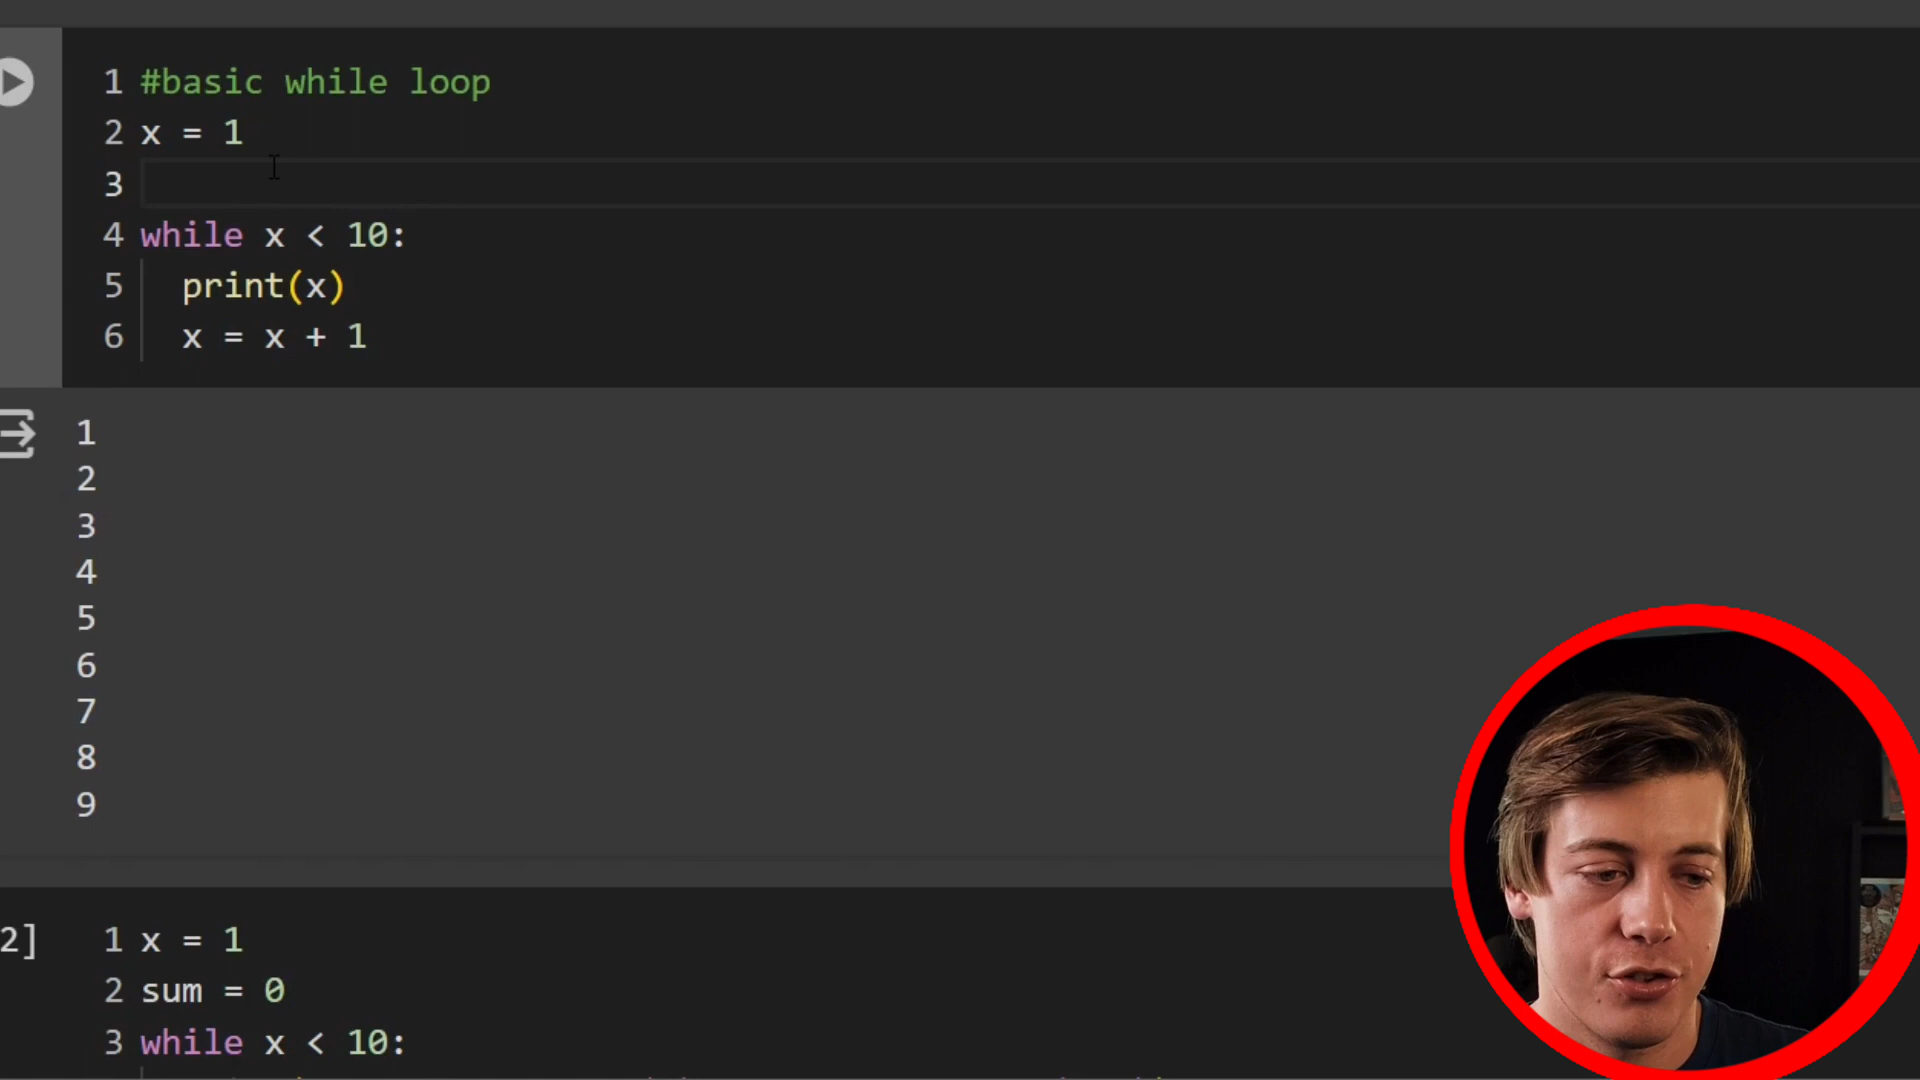 1 #basic while loop
2 x = 1
3
4 while x < 10:
5 print(x)
6 x = x + 1
1
2
3
4
5
6
7
8
9
2] 1 x = 1
2 sum = 0
3 while x < 10: